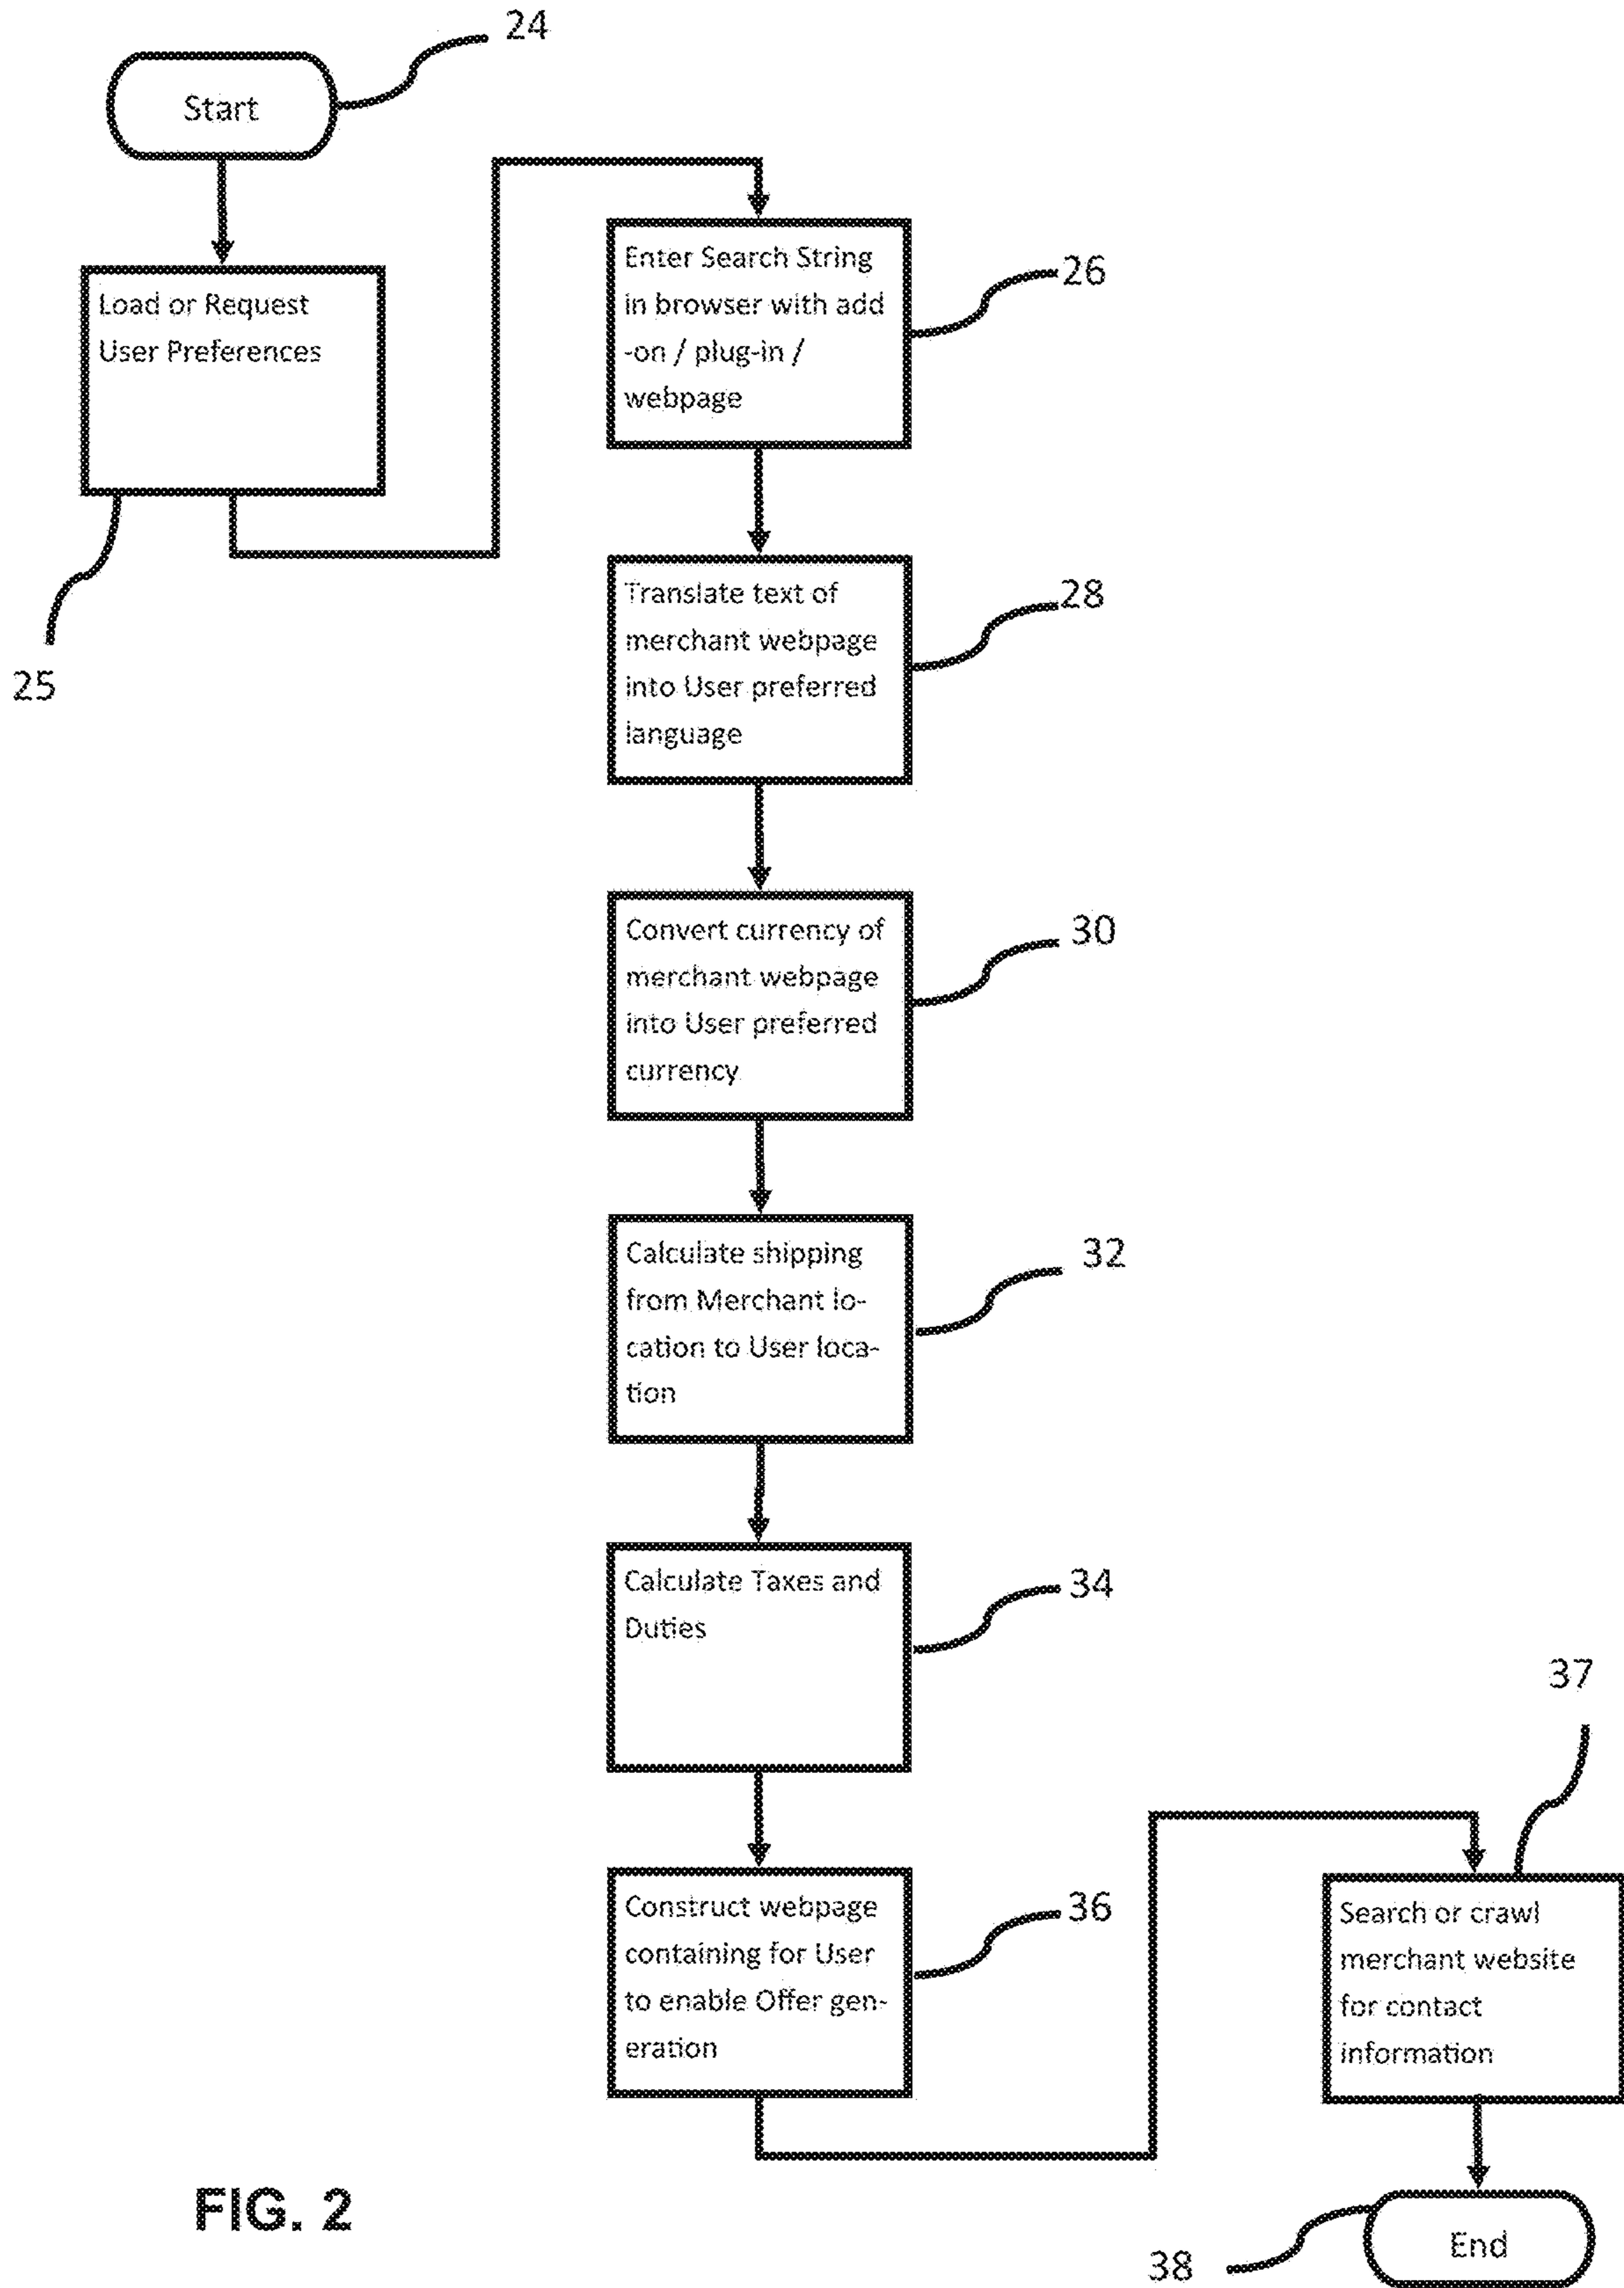 24
Start
Load or Request
User Preferences
25
Enter Search String
in browser with add
-on / plug-in /
webpage
26
Translate text of
merchant webpage
into User preferred
language
28
Convert currency of
merchant webpage
into User preferred
currency
30
Calculate shipping
from Merchant lo-
cation to User loca-
tion
32
Calculate Taxes and
Duties
34
Construct webpage
containing for User
to enable Offer gen-
eration
36
37
Search or crawl
merchant website
for contact
information
38
End
FIG. 2